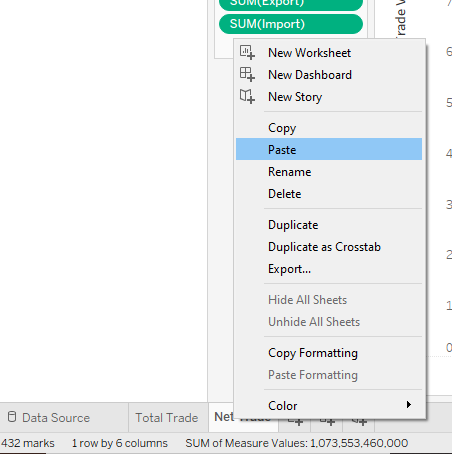 SUM(Export)
SUM(Import)
Trade V
7
6
5
4
3
2
1
0
New Worksheet
New Dashboard
New Story
Copy
Paste
Rename
Delete
Duplicate
Duplicate as Crosstab
Export...
Hide All Sheets
Unhide All Sheets
Copy Formatting
Paste Formatting
Color
Data Source Total Trade Net Trade
432 marks 1 row by 6 columns SUM of Measure Values: 1,073,553,460,000